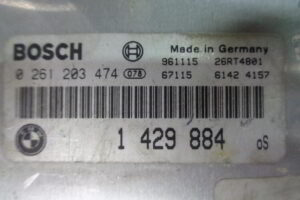 BOSCH Made in Germany
961115 26RT4801
0 261 203 474 078 67115 6142 4157
1 429 884 oS